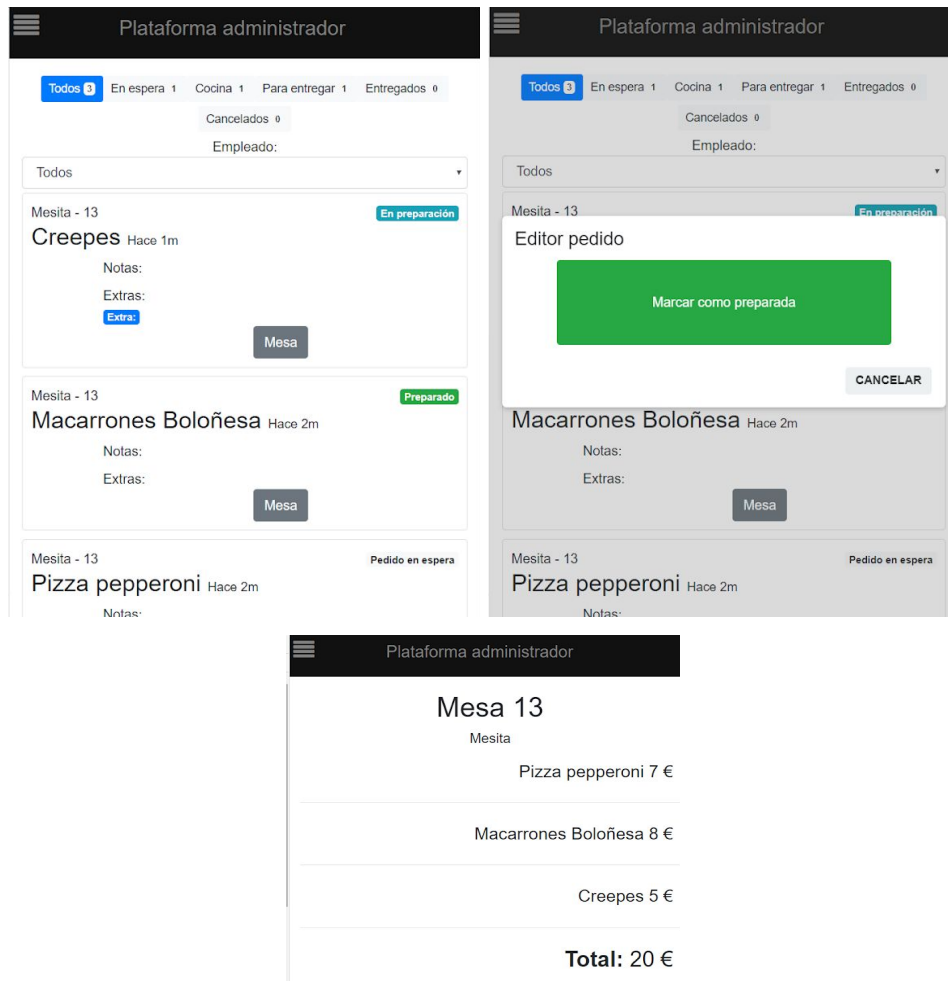 Plataforma administrador
Todos 3 En espera 1 Cocina 1 Para entregar 1 Entregados 0
Cancelados 0
Empleado:
Todos
Mesita - 13 En preparación
Creepes Hace 1m
Notas:
Extras:
Extra:
Mesa
Mesita - 13 Preparado
Macarrones Boloñesa Hace 2m
Notas:
Extras:
Mesa
Mesita - 13 Pedido en espera
Pizza pepperoni Hace 2m
Notas:
Plataforma administrador
Todos 3 En espera 1 Cocina 1 Para entregar 1 Entregados 0
Cancelados 0
Empleado:
Todos
Mesita - 13 En preparación
Editor pedido
Marcar como preparada
CANCELAR
Macarrones Boloñesa Hace 2m
Notas:
Extras:
Mesa
Mesita - 13 Pedido en espera
Pizza pepperoni Hace 2m
Notas:
Plataforma administrador
Mesa 13
Mesita
Pizza pepperoni 7 €
Macarrones Boloñesa 8 €
Creepes 5 €
Total: 20 €